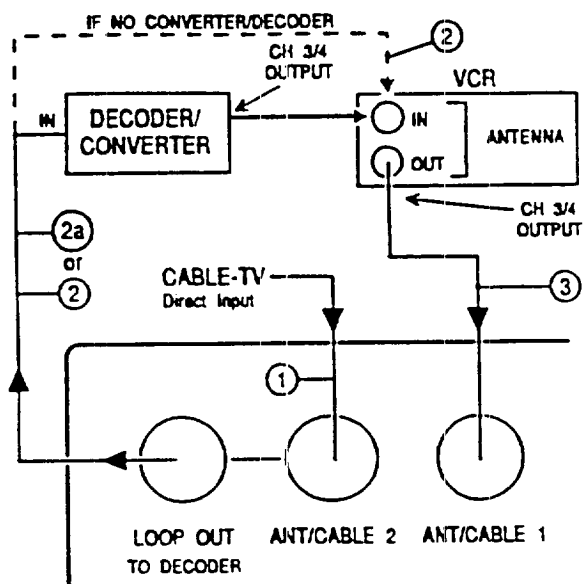 IF NO CONVERTER/DECODER
CH 3/4
OUTPUT
2
VCR
IN
DECODER/
CONVERTER
IN
OUT
ANTENNA
CH 3/4
OUTPUT
2a
or
2
CABLE-TV
Direct Input
3
1
LOOP OUT
TO DECODER
ANT/CABLE 2
ANT/CABLE 1